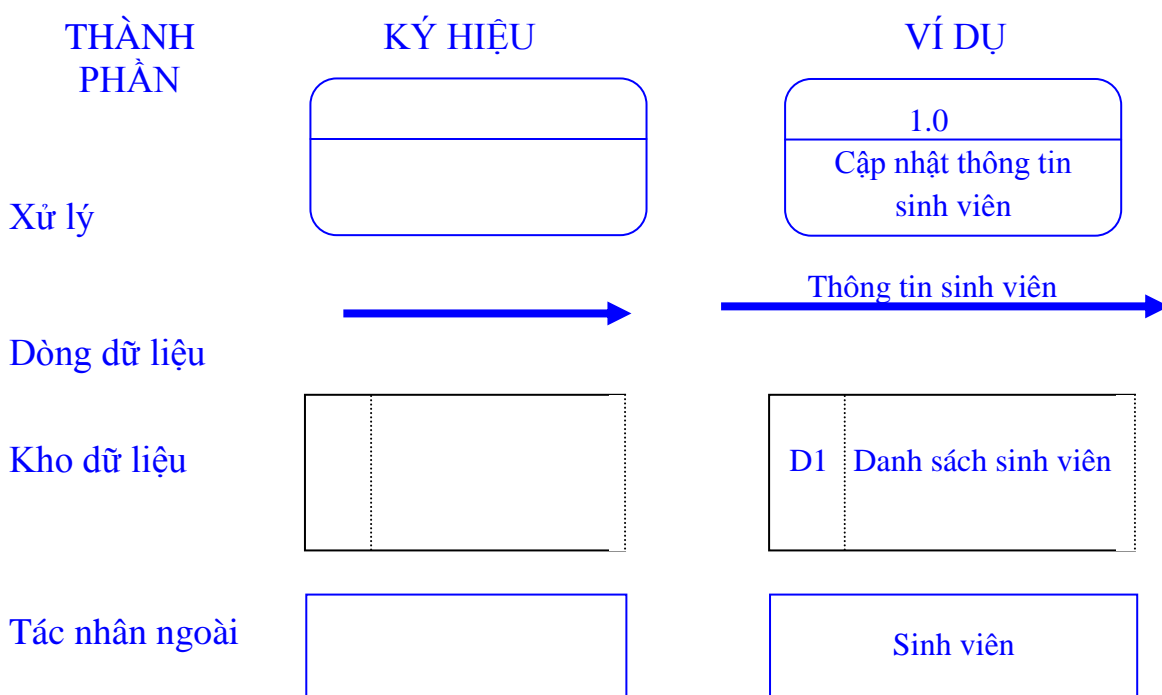 THÀNH PHẦN
KÝ HIỆU
VÍ DỤ
Xử lý
1.0
Cập nhật thông tin
sinh viên
Dòng dữ liệu
Thông tin sinh viên
Kho dữ liệu
D1
Danh sách sinh viên
Tác nhân ngoài
Sinh viên